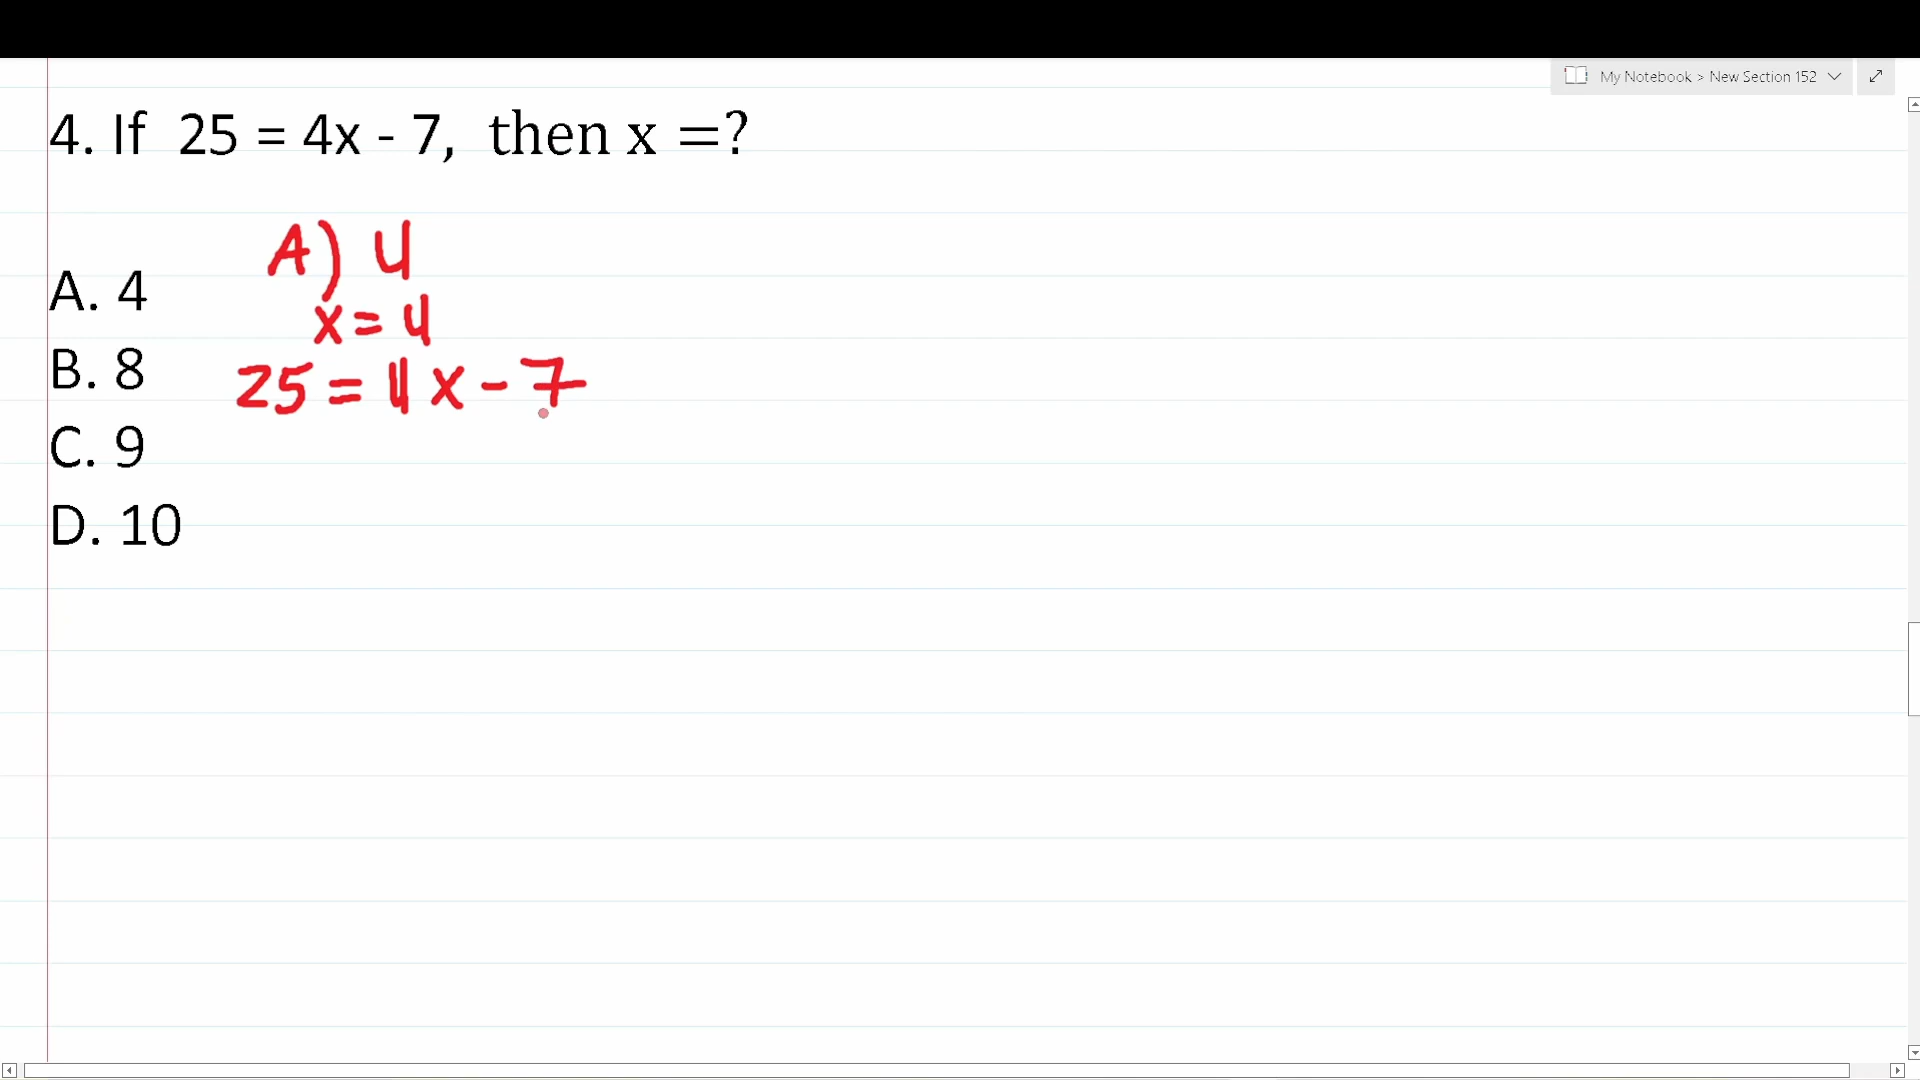 My Notebook > New Section 152
4. If 25 = 4x - 7, then x =?
A) 4
A. 4
x = 4
B. 8
25 = 4x - 7
C. 9
D. 10